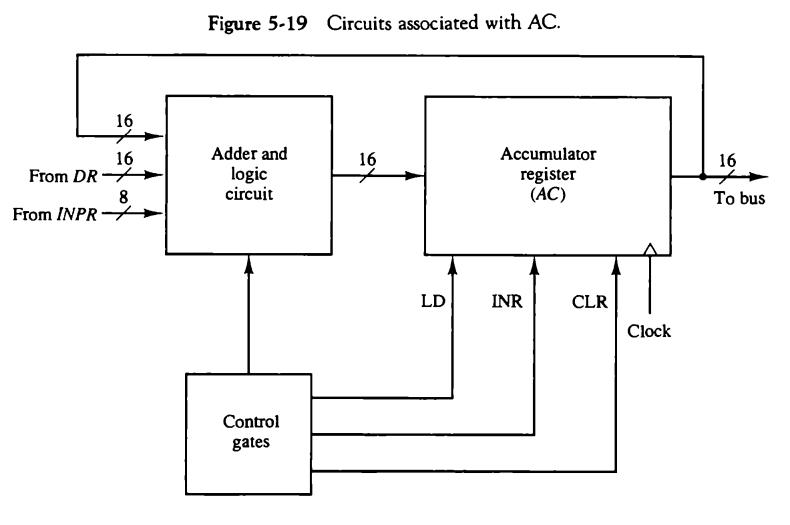 Figure 5-19 Circuits associated with AC.
16
16
From DR
8
From INPR
Adder and
logic
circuit
16
Accumulator
register
(AC)
16
To bus
LD
INR
CLR
Clock
Control
gates